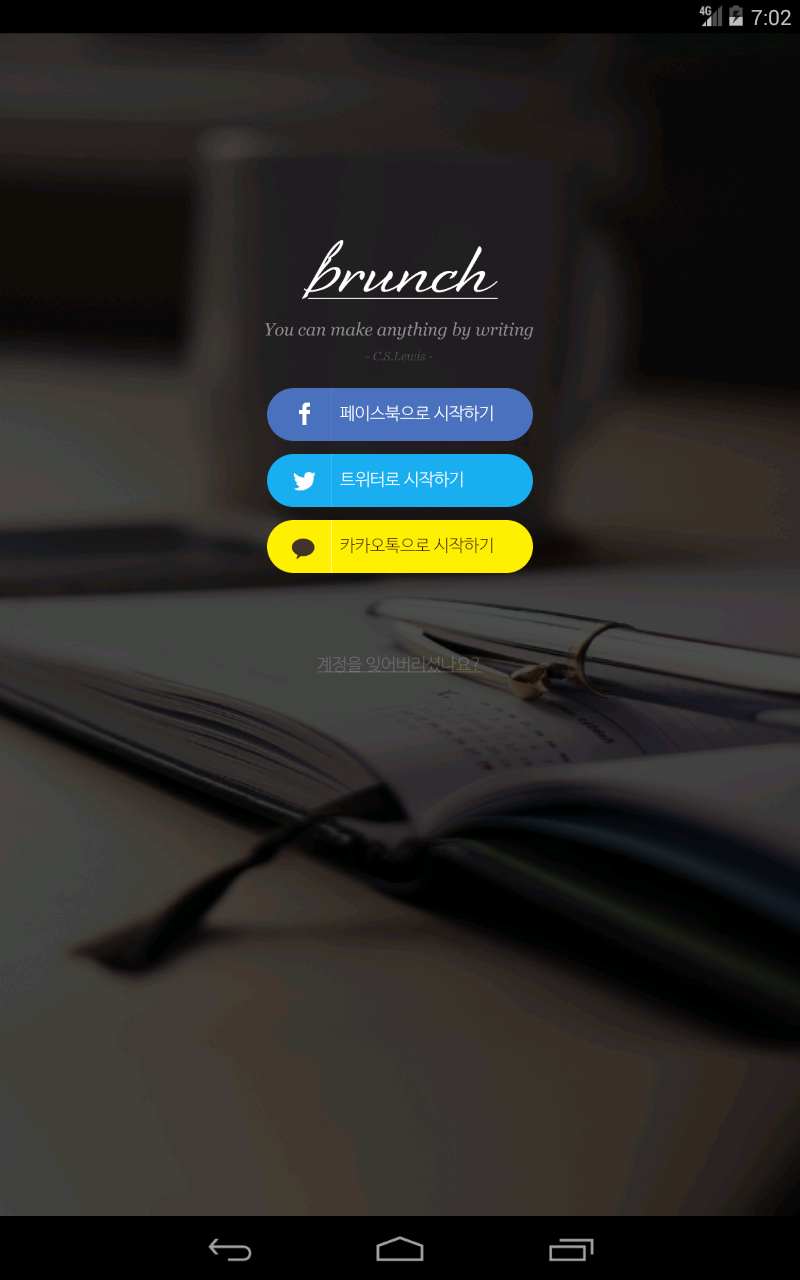 4G 7:02
brunch
You can make anything by writing
- C.S.Lewis -
페이스북으로 시작하기
트위터로 시작하기
카카오톡으로 시작하기
계정을 잊어버리셨나요?